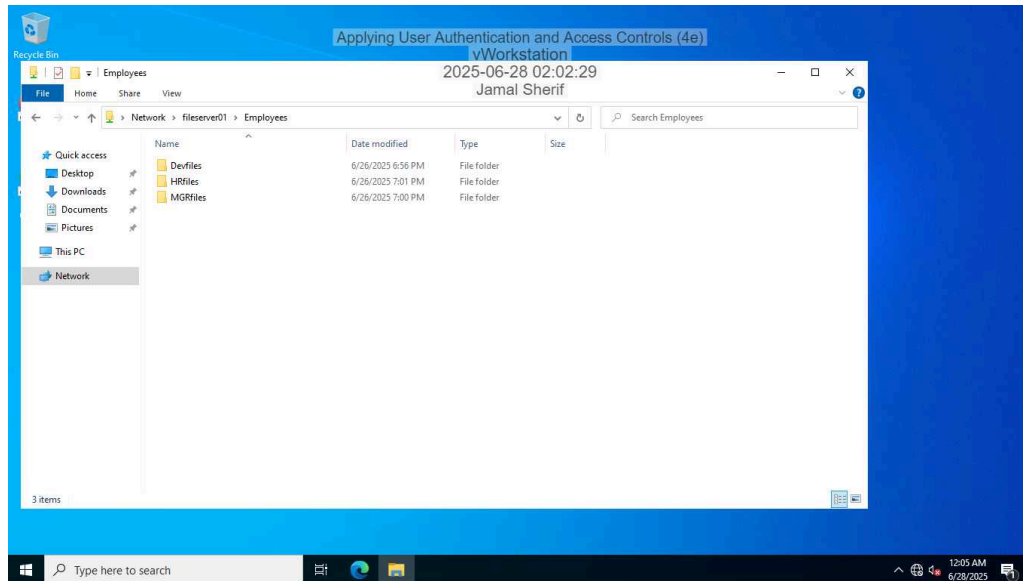 Recycle Bin
Applying User Authentication and Access Controls (4e)
vWorkstation
2025-06-28 02:02:29
Jamal Sherif
Employees
File Home Share View
Network > fileserver01 > Employees
Search Employees
Name Date modified Type Size
Quick access
Desktop
Downloads
Documents
Pictures
This PC
Network
Devfiles 6/26/2025 6:56 PM File folder
HRfiles 6/26/2025 7:01 PM File folder
MGRfiles 6/26/2025 7:00 PM File folder
3 items
Type here to search
12:05 AM
6/28/2025
1